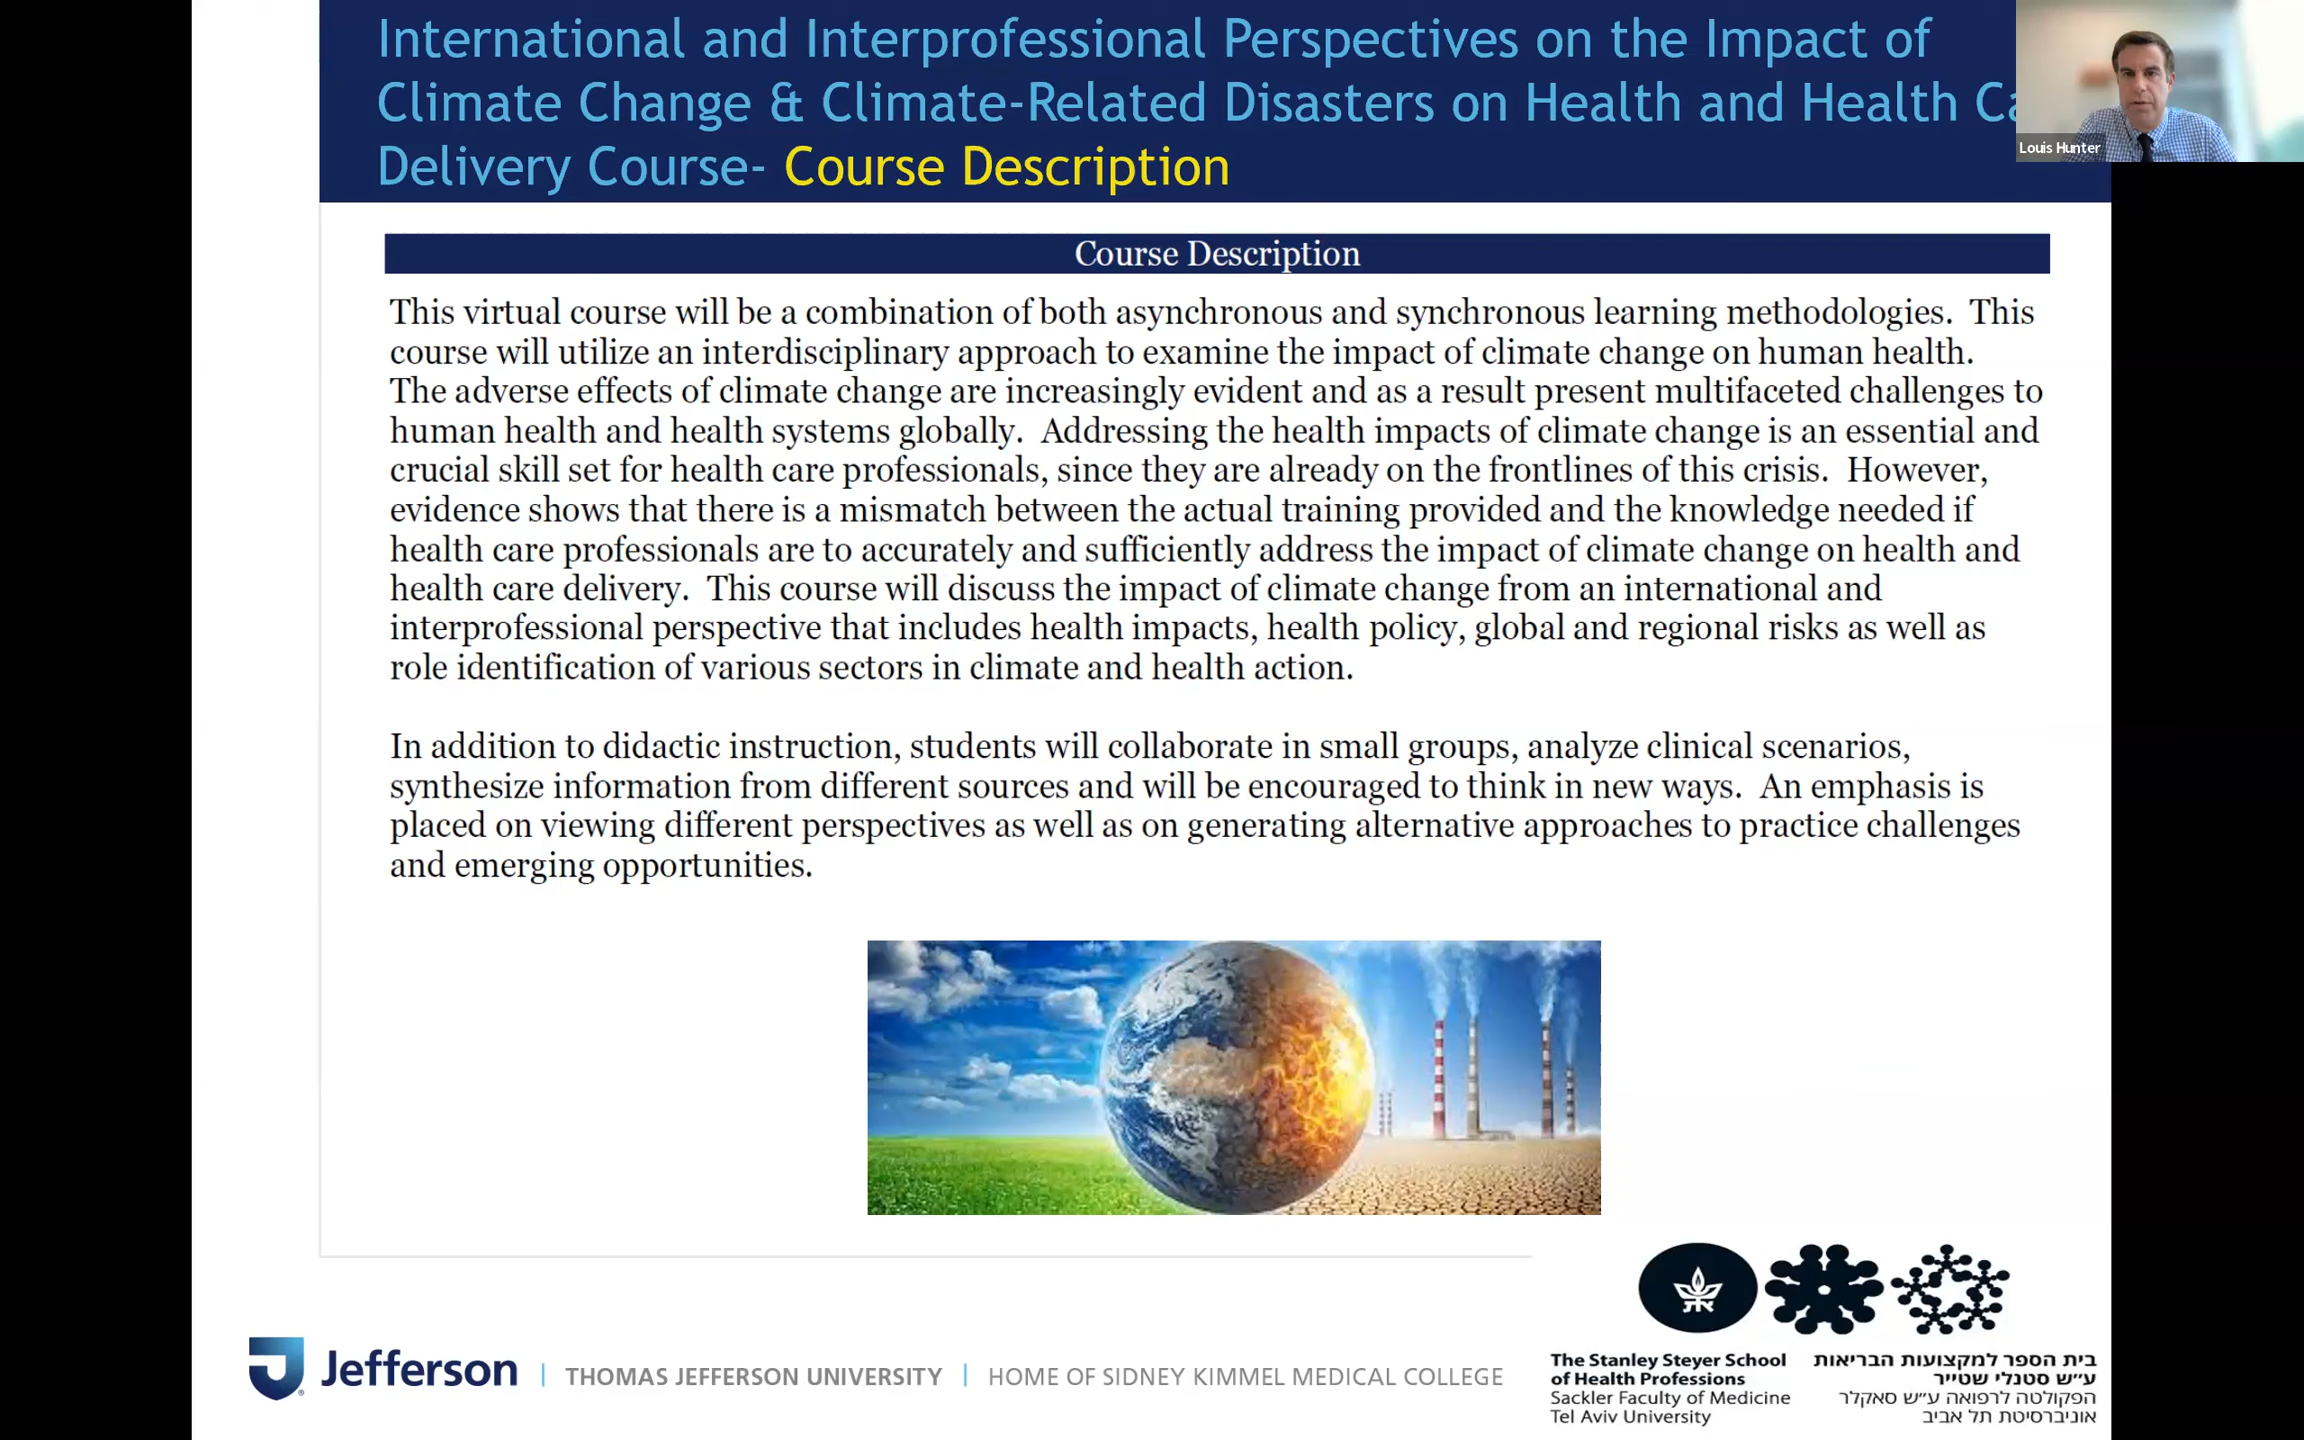 International and Interprofessional Perspectives on the Impact of
Climate Change & Climate-Related Disasters on Health and Health Ca
Delivery Course- Course Description
Louis Hunter
Course Description
This virtual course will be a combination of both asynchronous and synchronous learning methodologies.  This
course will utilize an interdisciplinary approach to examine the impact of climate change on human health.
The adverse effects of climate change are increasingly evident and as a result present multifaceted challenges to
human health and health systems globally.  Addressing the health impacts of climate change is an essential and
crucial skill set for health care professionals, since they are already on the frontlines of this crisis.  However,
evidence shows that there is a mismatch between the actual training provided and the knowledge needed if
health care professionals are to accurately and sufficiently address the impact of climate change on health and
health care delivery.  This course will discuss the impact of climate change from an international and
interprofessional perspective that includes health impacts, health policy, global and regional risks as well as
role identification of various sectors in climate and health action.
In addition to didactic instruction, students will collaborate in small groups, analyze clinical scenarios,
synthesize information from different sources and will be encouraged to think in new ways.  An emphasis is
placed on viewing different perspectives as well as on generating alternative approaches to practice challenges
and emerging opportunities.
Jefferson | THOMAS JEFFERSON UNIVERSITY | HOME OF SIDNEY KIMMEL MEDICAL COLLEGE
The Stanley Steyer School
of Health Professions
Sackler Faculty of Medicine
Tel Aviv University
בית הספר למקצועות הבריאות
ע״ש סטנלי שטייר
הפקולטה לרפואה ע״ש סאקלר
אוניברסיטת תל אביב